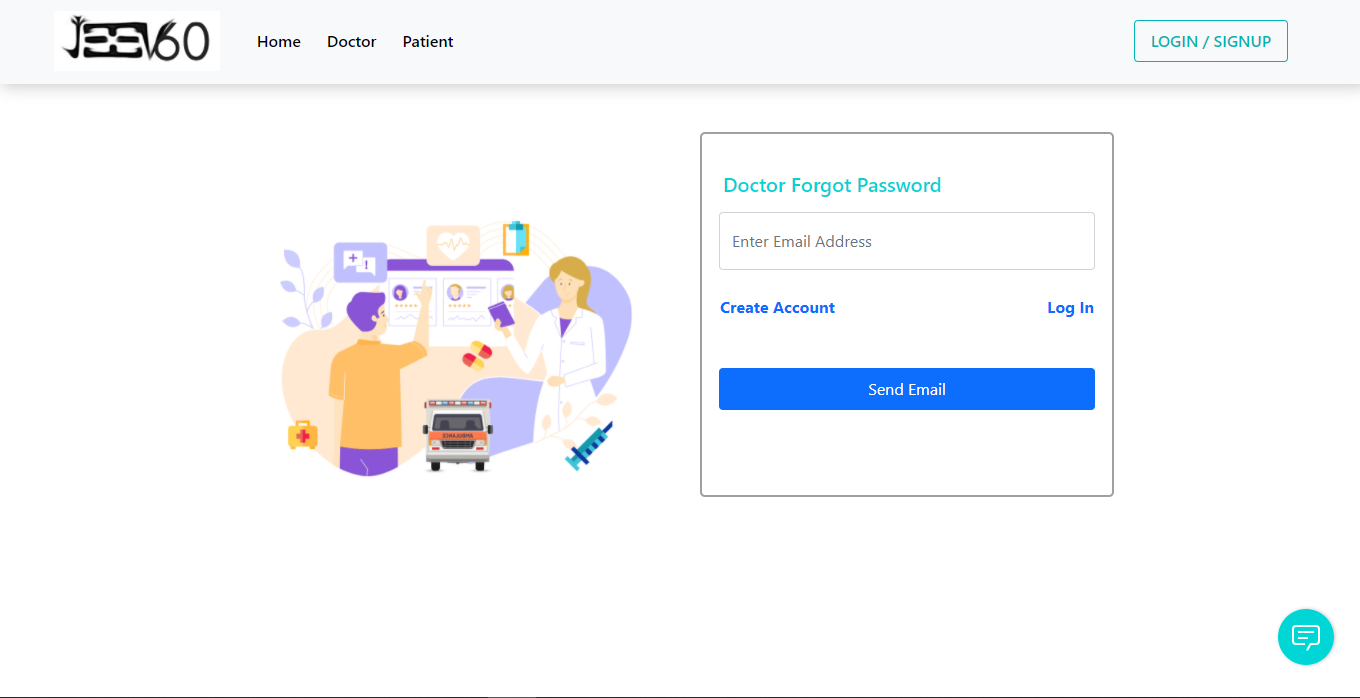 JEEV60
Home Doctor Patient
LOGIN / SIGNUP
Doctor Forgot Password
Enter Email Address
Create Account Log In
Send Email